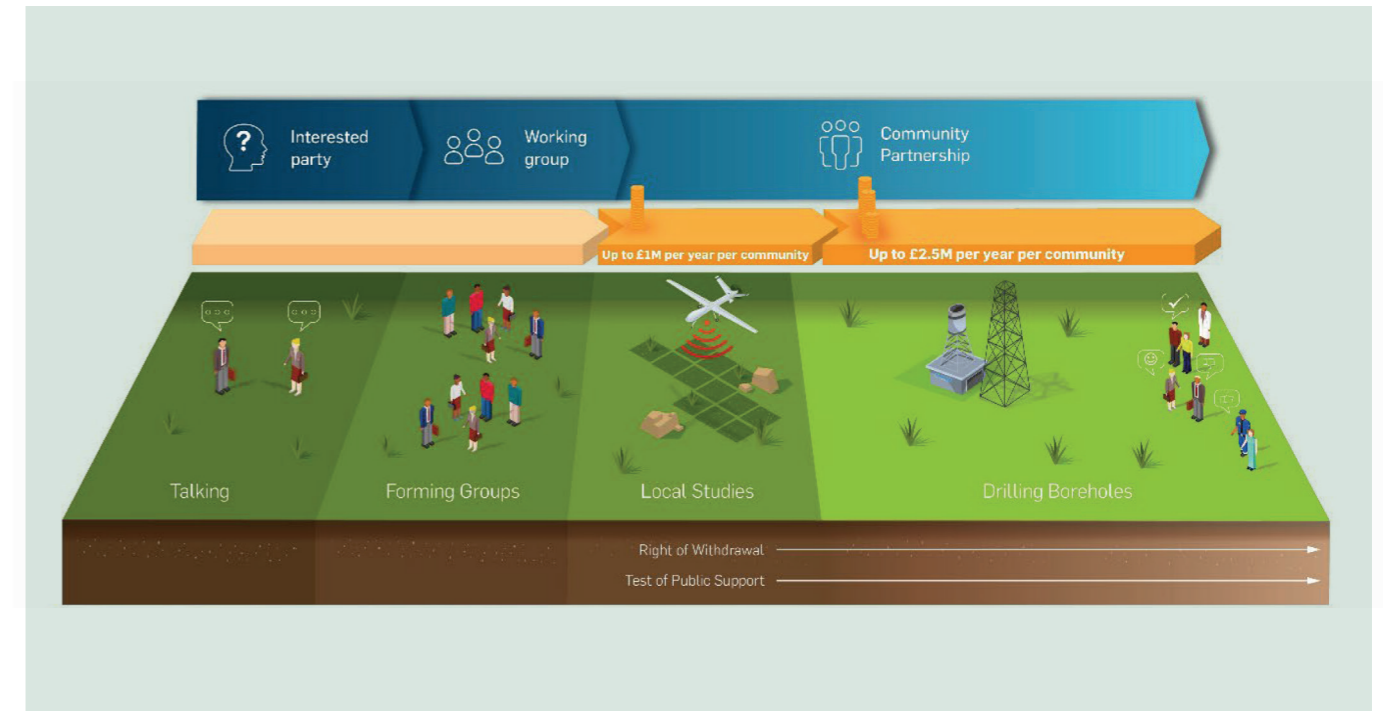 ?
Interested
party
Working
group
Community
Partnership
Up to £1M per year per community
Up to £2.5M per year per community
Talking
Forming Groups
Local Studies
Drilling Boreholes
Right of Withdrawal
Test of Public Support